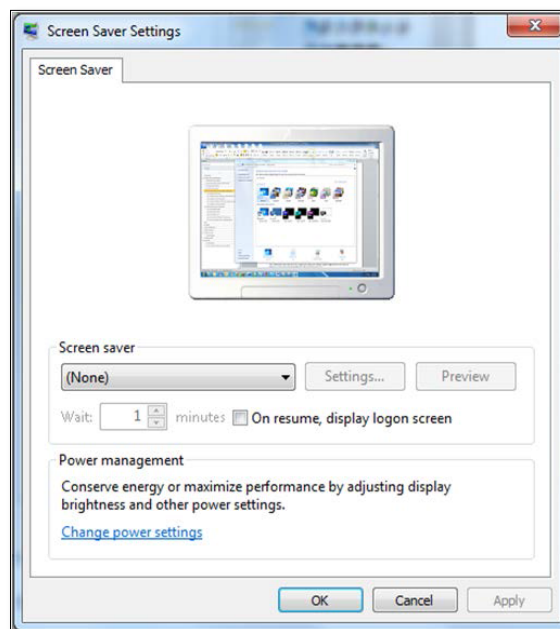 Screen Saver Settings
Screen Saver
Screen saver
(None)
Settings...
Preview
Wait:
1
minutes
On resume, display logon screen
Power management
Conserve energy or maximize performance by adjusting display
brightness and other power settings.
Change power settings
OK
Cancel
Apply